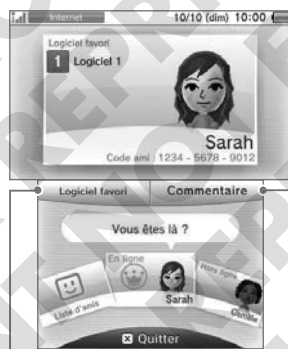 Internet 10/10 (dim) 10:00
Logiciel favori
1 Logiciel 1
Sarah
Code ami : 1234 - 5678 - 9012
Logiciel favori Commentaire
Vous êtes là ?
En ligne Hors ligne
Liste d'amis Sarah Camille
X Quitter